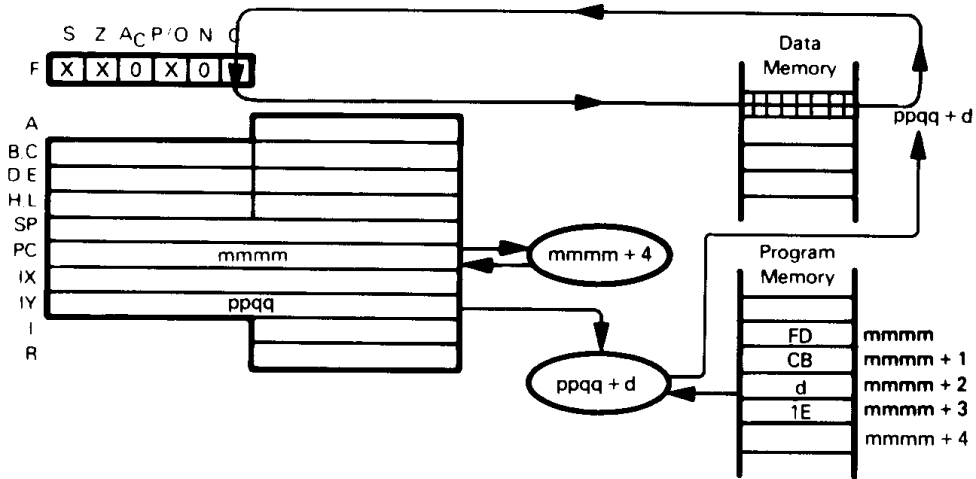 S Z AC P/O N C
F X X 0 X 0
A
B.C
D.E
H.L
SP
PC mmmm
IX
IY ppqq
I
R
mmmm + 4
ppqq + d
Data
Memory
ppqq + d
Program
Memory
FD mmmm
CB mmmm + 1
d mmmm + 2
1E mmmm + 3
mmmm + 4